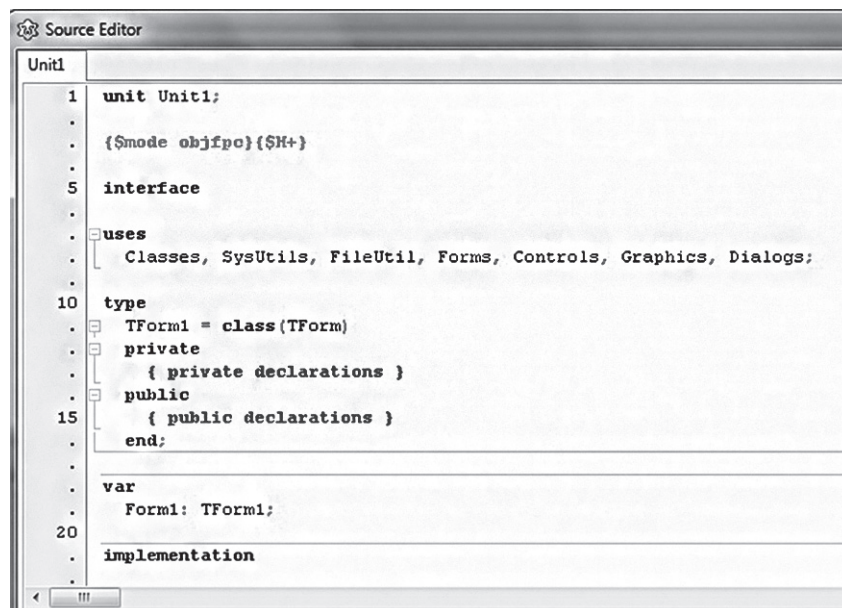 Source Editor
Unit1
1 unit Unit1;
.
. {$mode objfpc}{$H+}
.
5 interface
.
. uses
. Classes, SysUtils, FileUtil, Forms, Controls, Graphics, Dialogs;
.
10 type
. TForm1 = class(TForm)
. private
. { private declarations }
. public
15 { public declarations }
. end;
.
. var
. Form1: TForm1;
20
. implementation
.